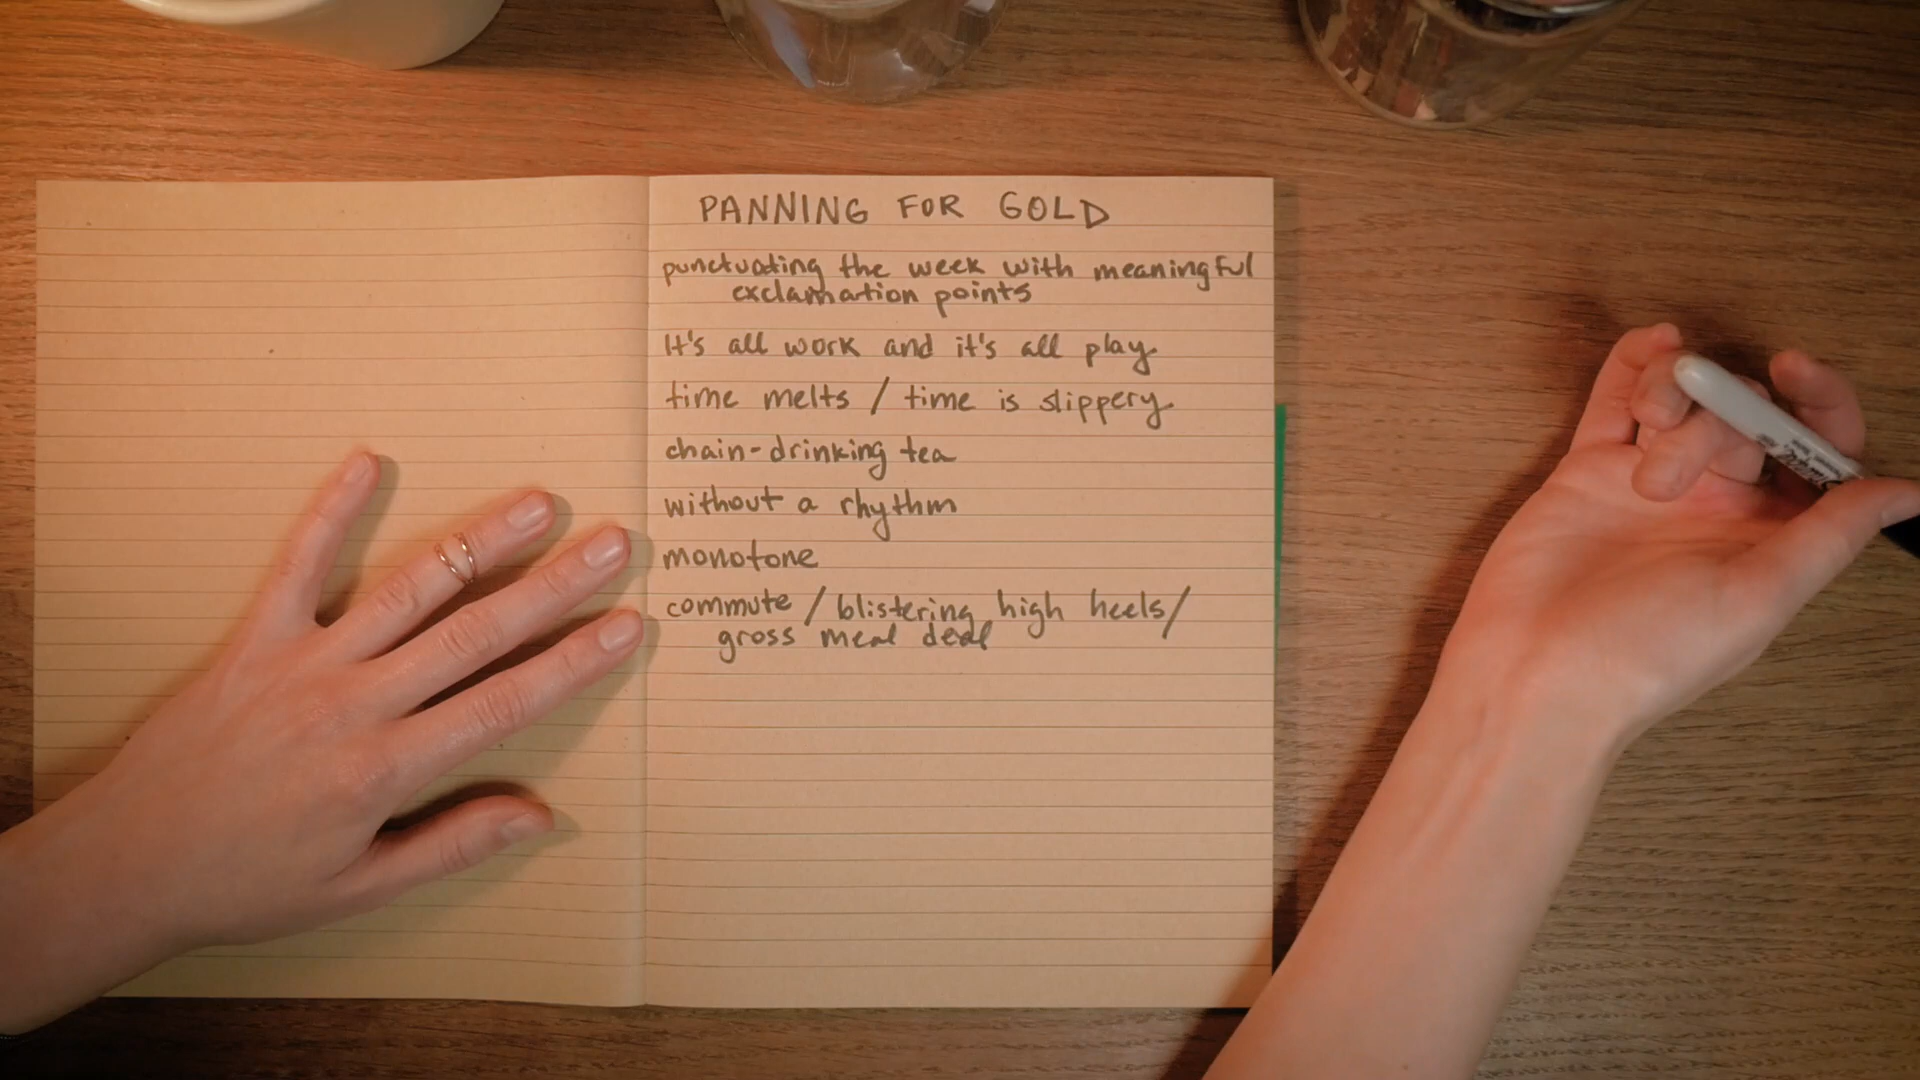 PANNING FOR GOLD
punctuating the week with meaningful
exclamation points
It's all work and it's all play
time melts / time is slippery
chain-drinking tea
without a rhythm
monotone
commute / blistering high heels/
gross meal deal